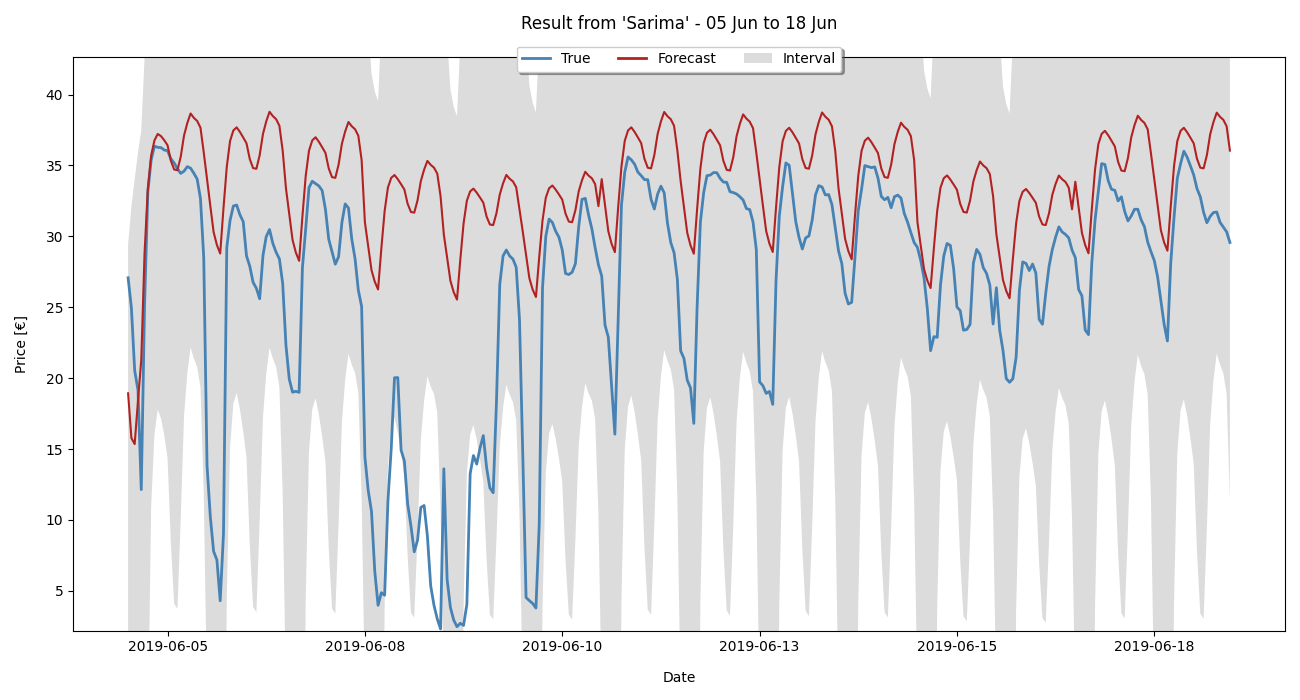 Result from 'Sarima' - 05 Jun to 18 Jun
True Forecast Interval
40
35
30
25
20
15
10
5
Price [€]
2019-06-05 2019-06-08 2019-06-10 2019-06-13 2019-06-15 2019-06-18
Date